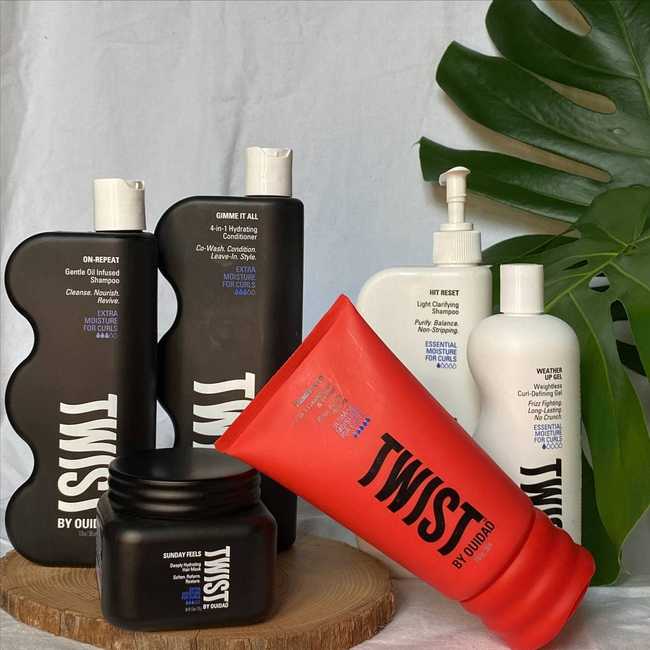 ON-REPEAT
Gentle Oil Infused
Shampoo
Cleanse. Nourish.
Revive.
EXTRA
MOISTURE
FOR CURLS
TWIST
BY OUIDAD
GIMME IT ALL
4-in-1 Hydrating
Conditioner
Co-Wash. Condition.
Leave-In. Style.
EXTRA
MOISTURE
FOR CURLS
HIT RESET
Light Clarifying
Shampoo
Purify. Balance.
Non-Stripping.
ESSENTIAL
MOISTURE
FOR CURLS
WEATHER
UP GEL
Weightless
Curl-Defining Gel
Frizz Fighting.
Long-Lasting.
No Crunch.
ESSENTIAL
MOISTURE
FOR CURLS
TWIST
TWIST
BY OUIDAD
SUNDAY FEELS
Deeply Hydrating
Hair Mask
Soften. Reform.
Restore.
TWIST
BY OUIDAD